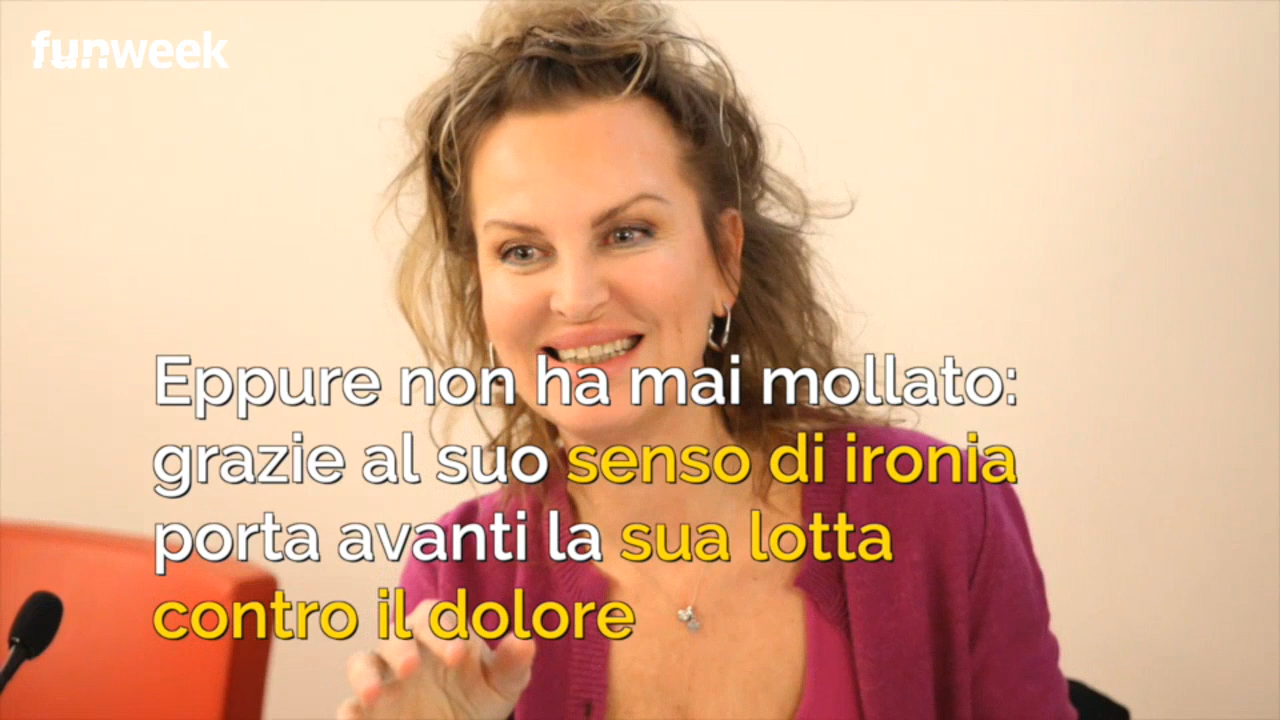 funweek
Eppure non ha mai mollato:
grazie al suo senso di ironia
porta avanti la sua lotta
contro il dolore